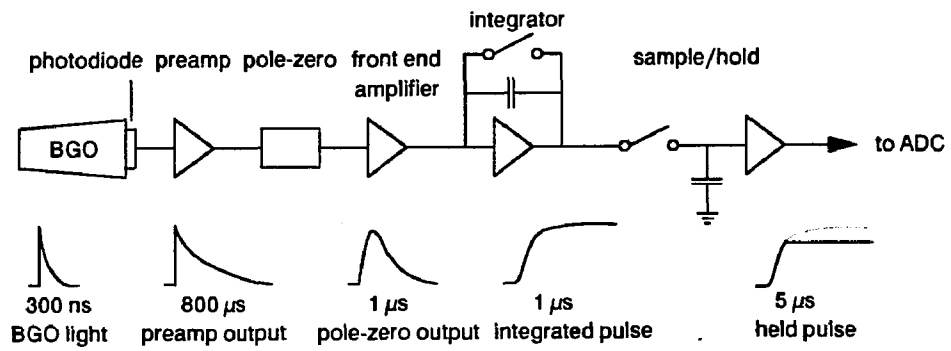 integrator
photodiode preamp pole-zero front end sample/hold
amplifier
BGO
to ADC
300 ns 800 µs 1 µs 1 µs 5 µs
BGO light preamp output pole-zero output integrated pulse held pulse